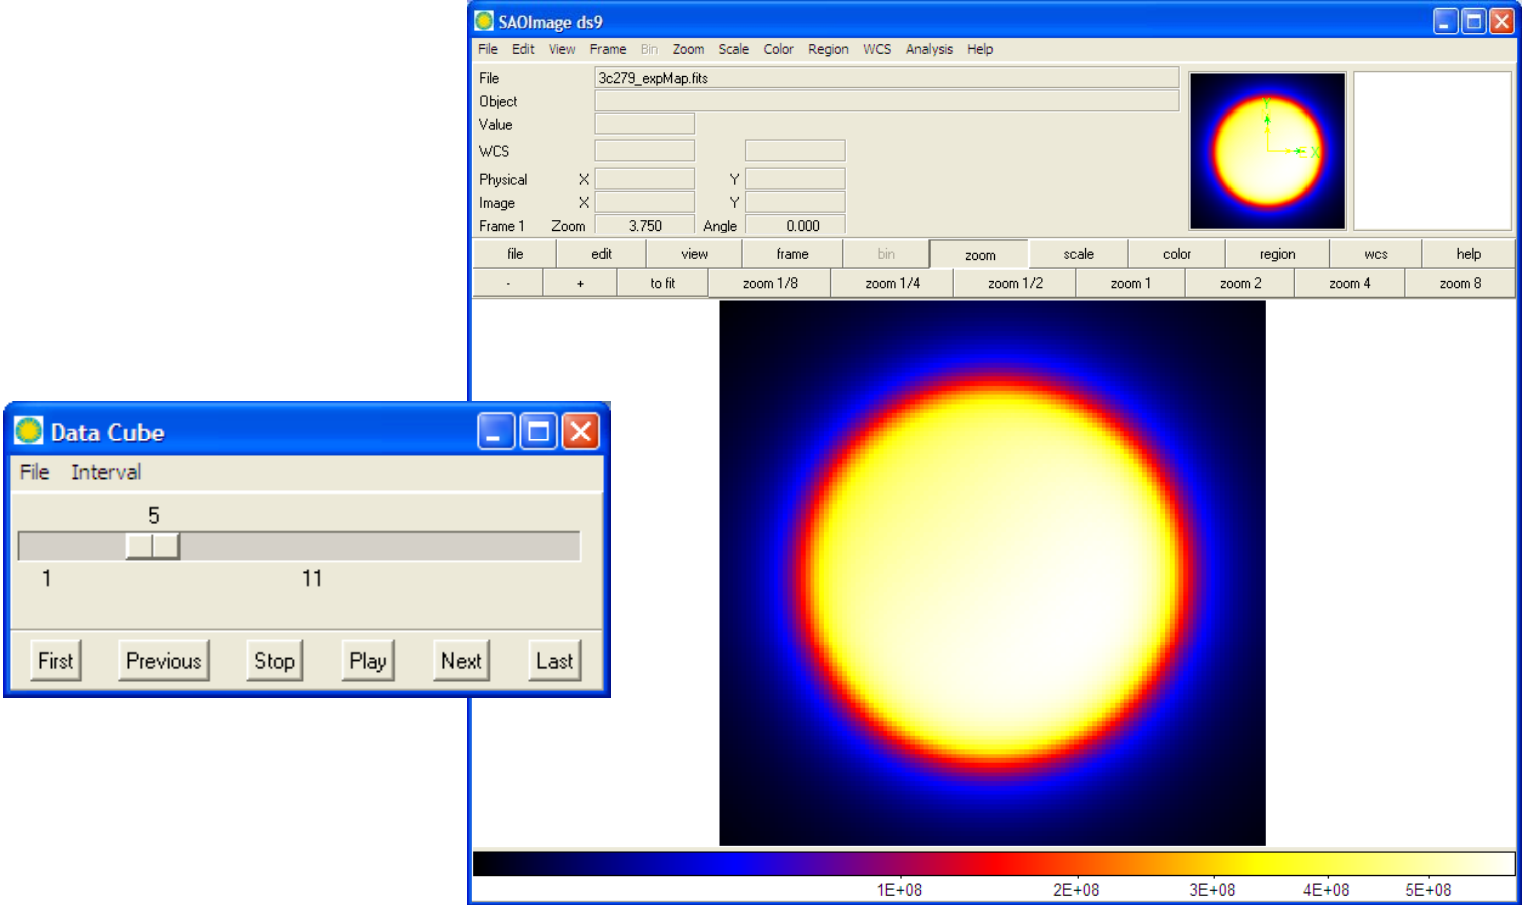 SAOImage ds9
File Edit View Frame Bin Zoom Scale Color Region WCS Analysis Help
File 3c279_expMap.fits
Object
Value
WCS
Physical X Y
Image X Y
Frame 1 Zoom 3.750 Angle 0.000
Y
E X
file edit view frame bin zoom scale color region wcs help
- + to fit zoom 1/8 zoom 1/4 zoom 1/2 zoom 1 zoom 2 zoom 4 zoom 8
Data Cube
File Interval
5
1 11
First Previous Stop Play Next Last
1E+08 2E+08 3E+08 4E+08 5E+08